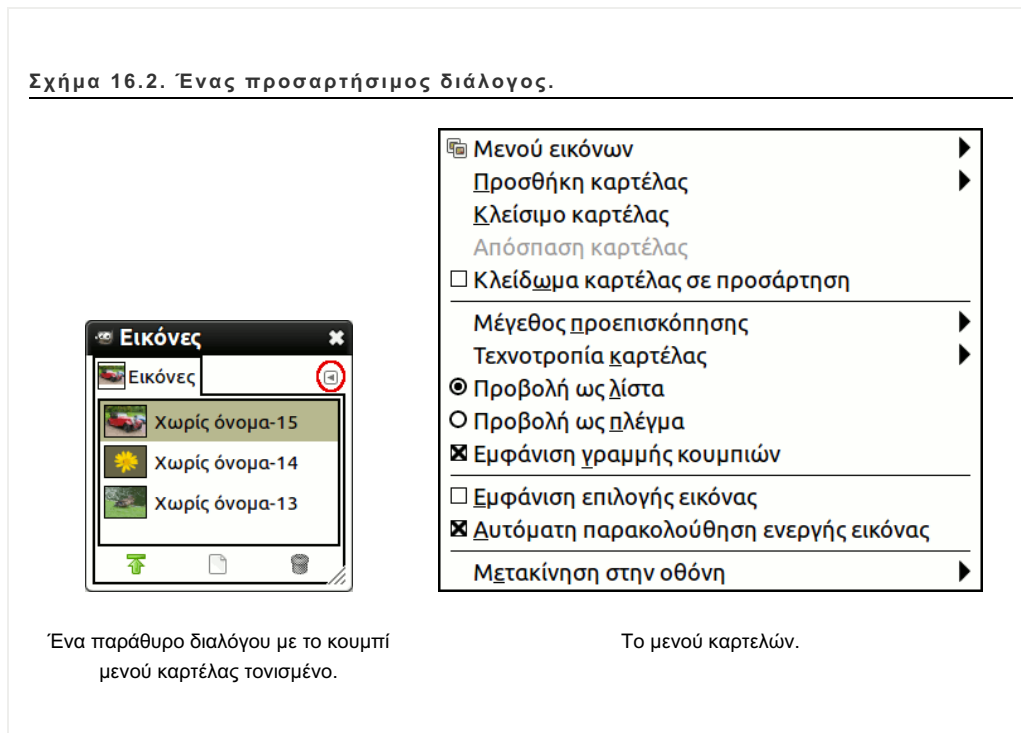 Σχήμα 16.2. Ένας προσαρτήσιμος διάλογος.
Εικόνες
Εικόνες
Χωρίς όνομα-15
Χωρίς όνομα-14
Χωρίς όνομα-13
Ένα παράθυρο διαλόγου με το κουμπί
μενού καρτέλας τονισμένο.
Μενού εικόνων
Προσθήκη καρτέλας
Κλείσιμο καρτέλας
Απόσπαση καρτέλας
Κλείδωμα καρτέλας σε προσάρτηση
Μέγεθος προεπισκόπησης
Τεχνοτροπία καρτέλας
Προβολή ως λίστα
Προβολή ως πλέγμα
Εμφάνιση γραμμής κουμπιών
Εμφάνιση επιλογής εικόνας
Αυτόματη παρακολούθηση ενεργής εικόνας
Μετακίνηση στην οθόνη
Το μενού καρτελών.